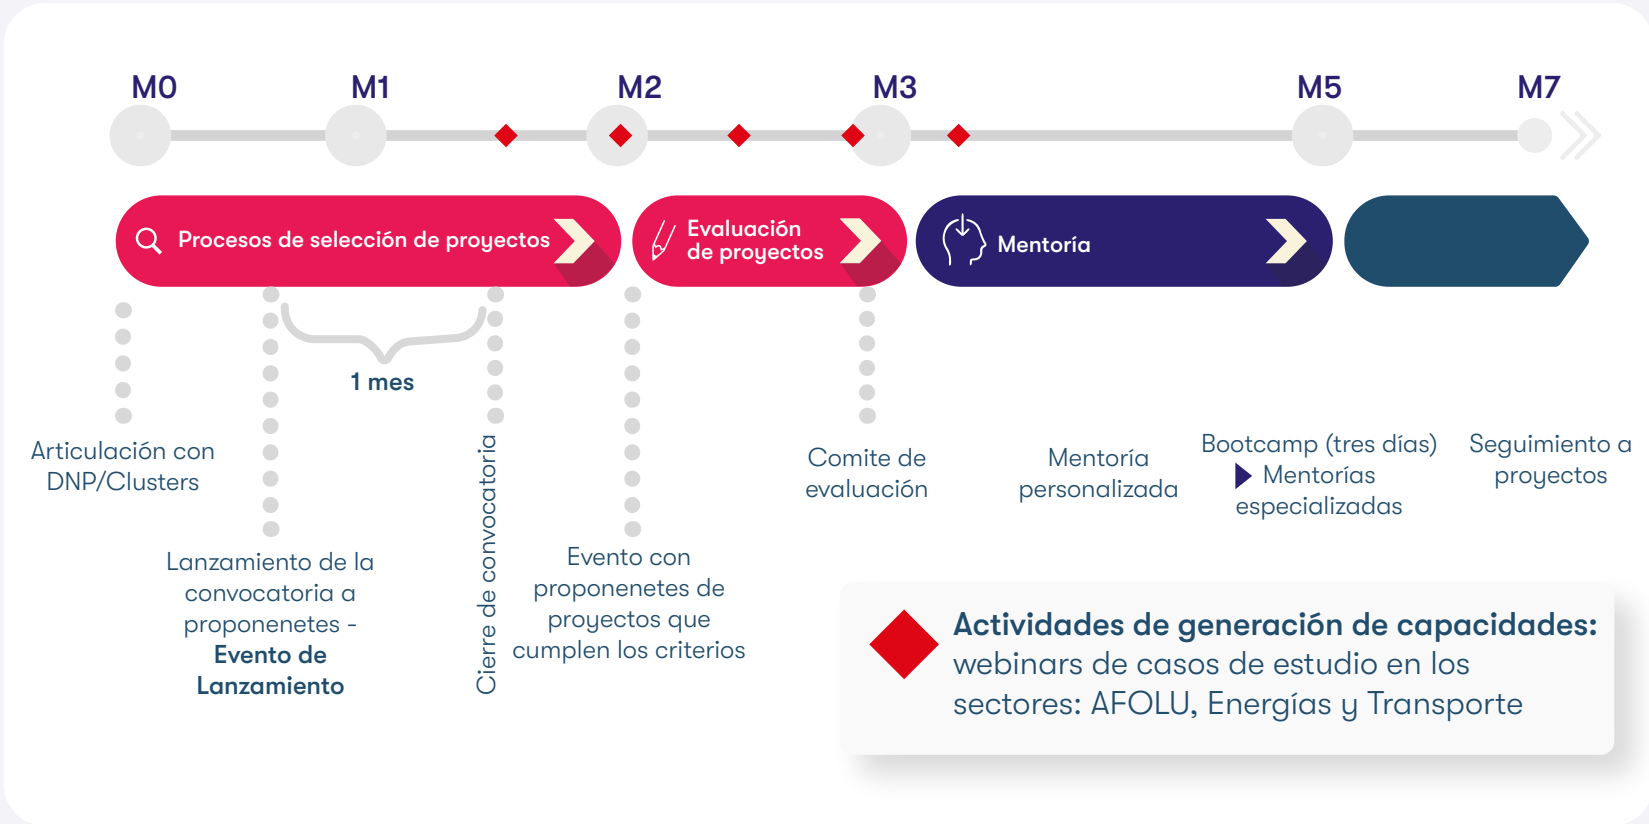 M0
M1
M2
M3
M5
M7
Procesos de selección de proyectos
Evaluación
de proyectos
Mentoría
1 mes
Articulación con
DNP/Clusters
Lanzamiento de la
convocatoria a
proponenetes -
Evento de
Lanzamiento
Cierre de convocatoria
Evento con
proponenetes de
proyectos que
cumplen los criterios
Comite de
evaluación
Mentoría
personalizada
Bootcamp (tres días)
Mentorías
especializadas
Seguimiento a
proyectos
Actividades de generación de capacidades:
webinars de casos de estudio en los
sectores: AFOLU, Energías y Transporte